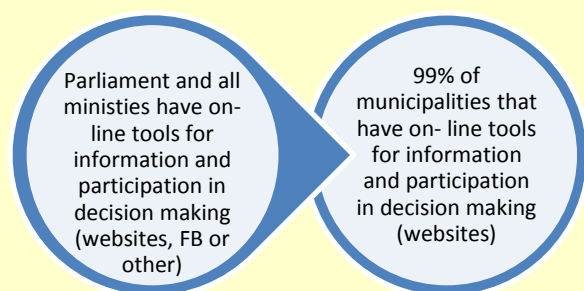 Parliament and all
ministies have on-
line tools for
information and
participation in
decision making
(websites, FB or
other)
99% of
municipalities that
have on- line tools
for information
and participation
in decision making
(websites)